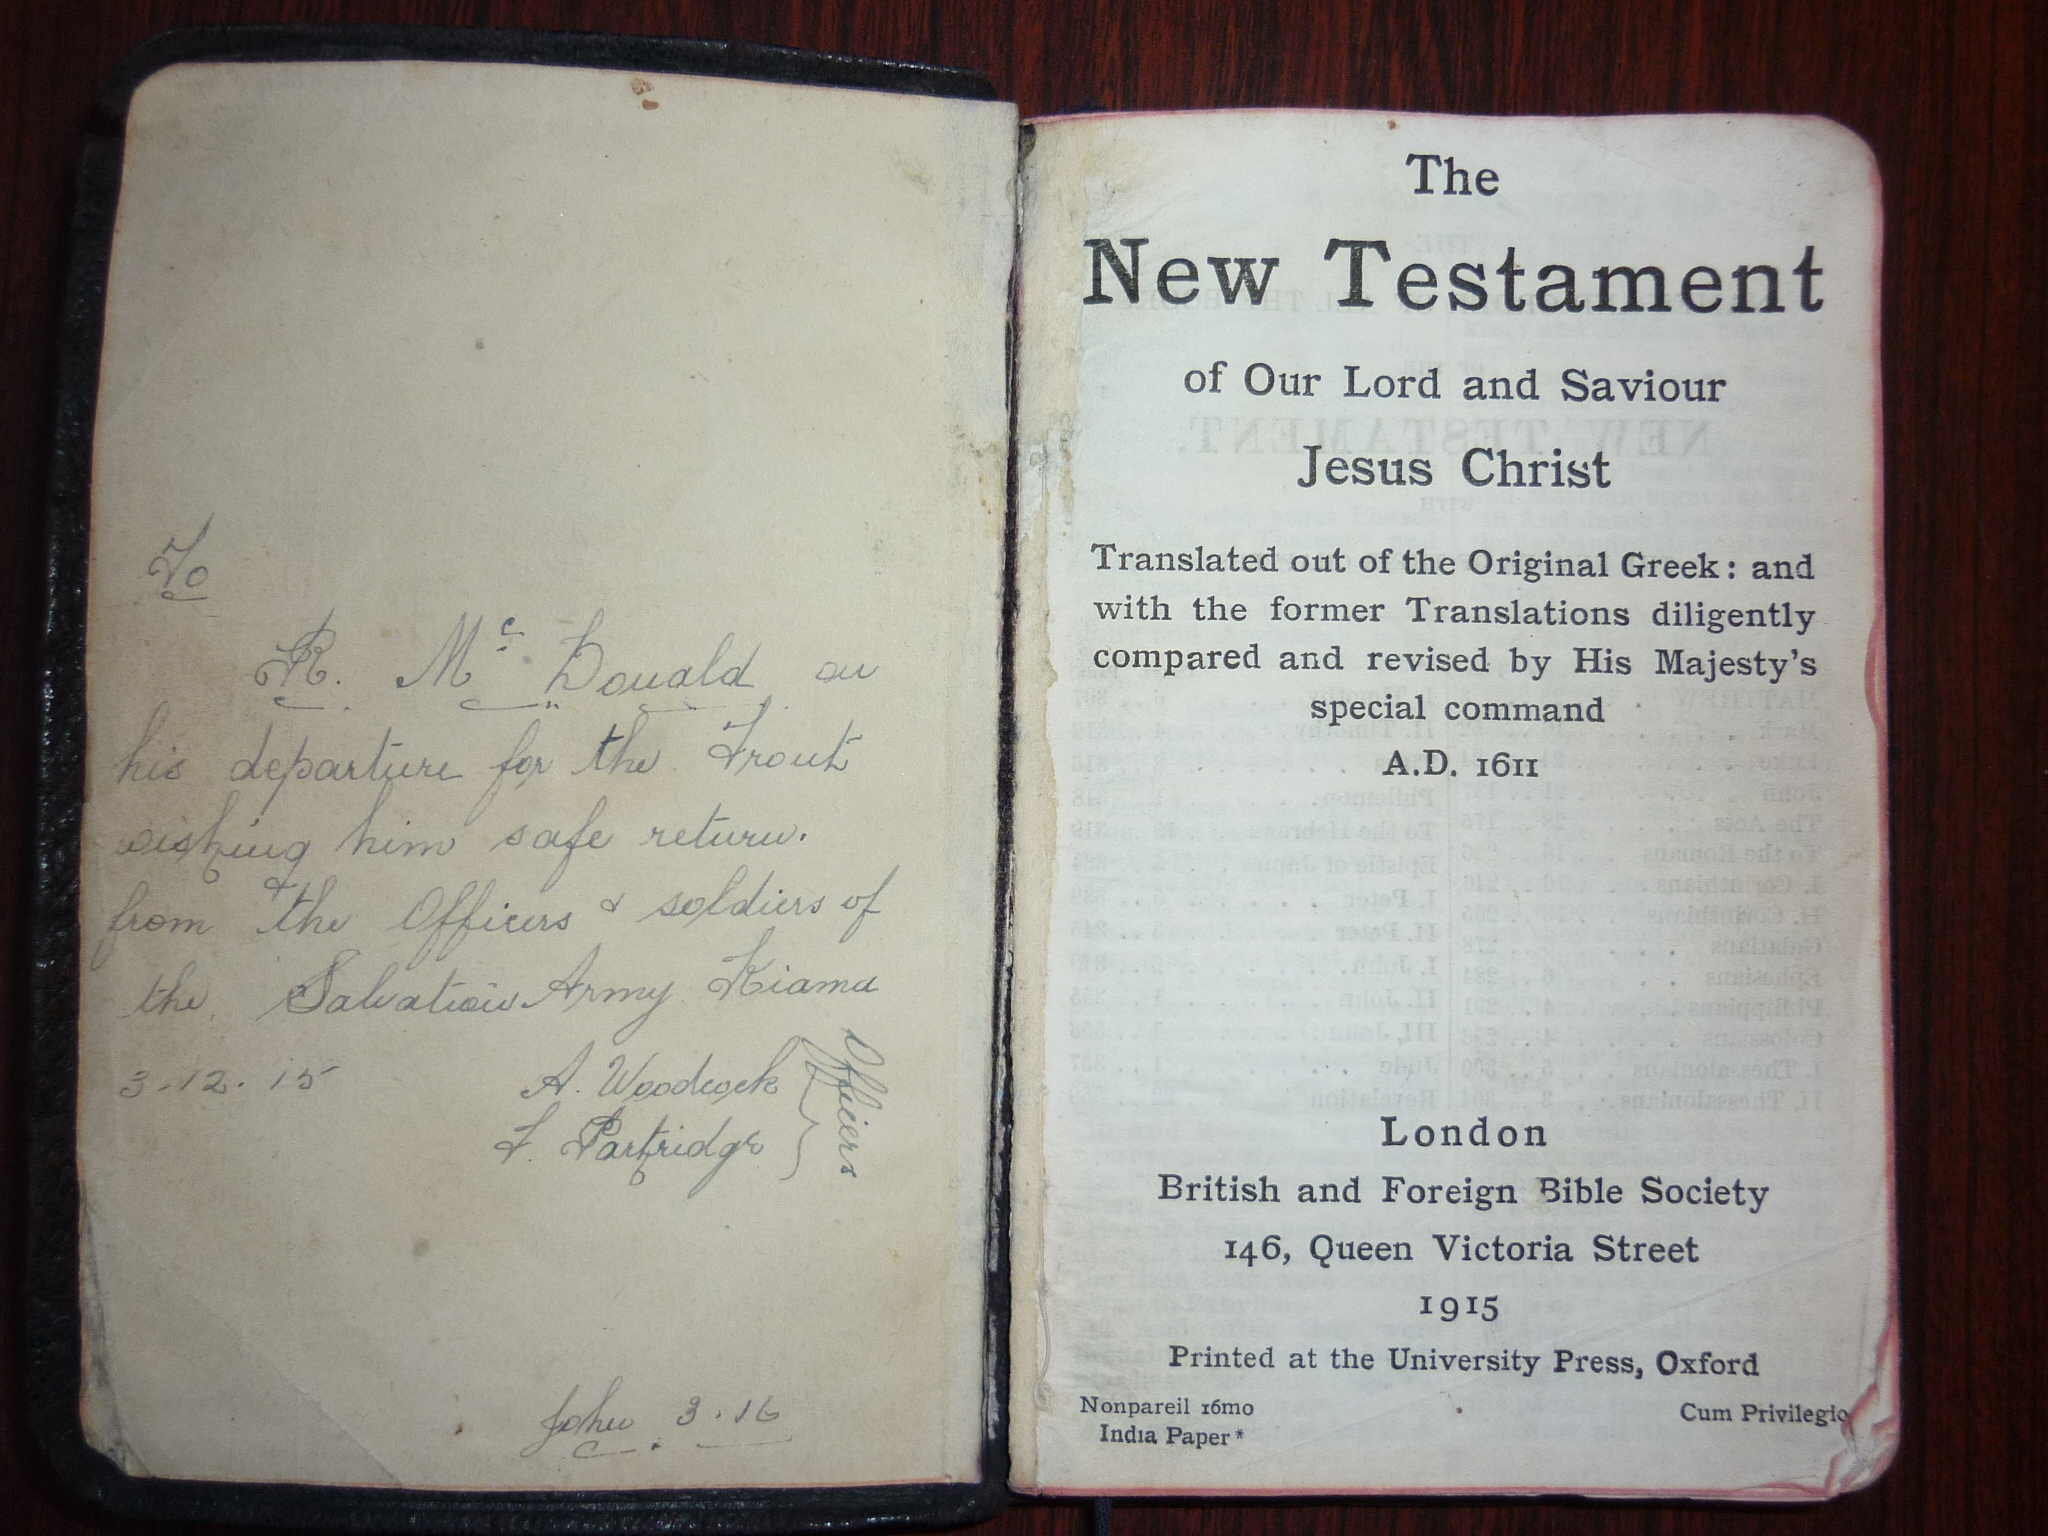 To
R. Mc Donald on
his departure for the Front
wishing him safe return.
from the Officers & soldiers of
the Salvation Army Kiama
3.12.15 A. Woodcock
F. Partridge
Officers
John 3.16
The
New Testament
of Our Lord and Saviour
Jesus Christ
Translated out of the Original Greek: and
with the former Translations diligently
compared and revised by His Majesty's
special command
A.D. 1611
London
British and Foreign Bible Society
146, Queen Victoria Street
1915
Printed at the University Press, Oxford
Nonpareil 16mo
India Paper*
Cum Privilegio